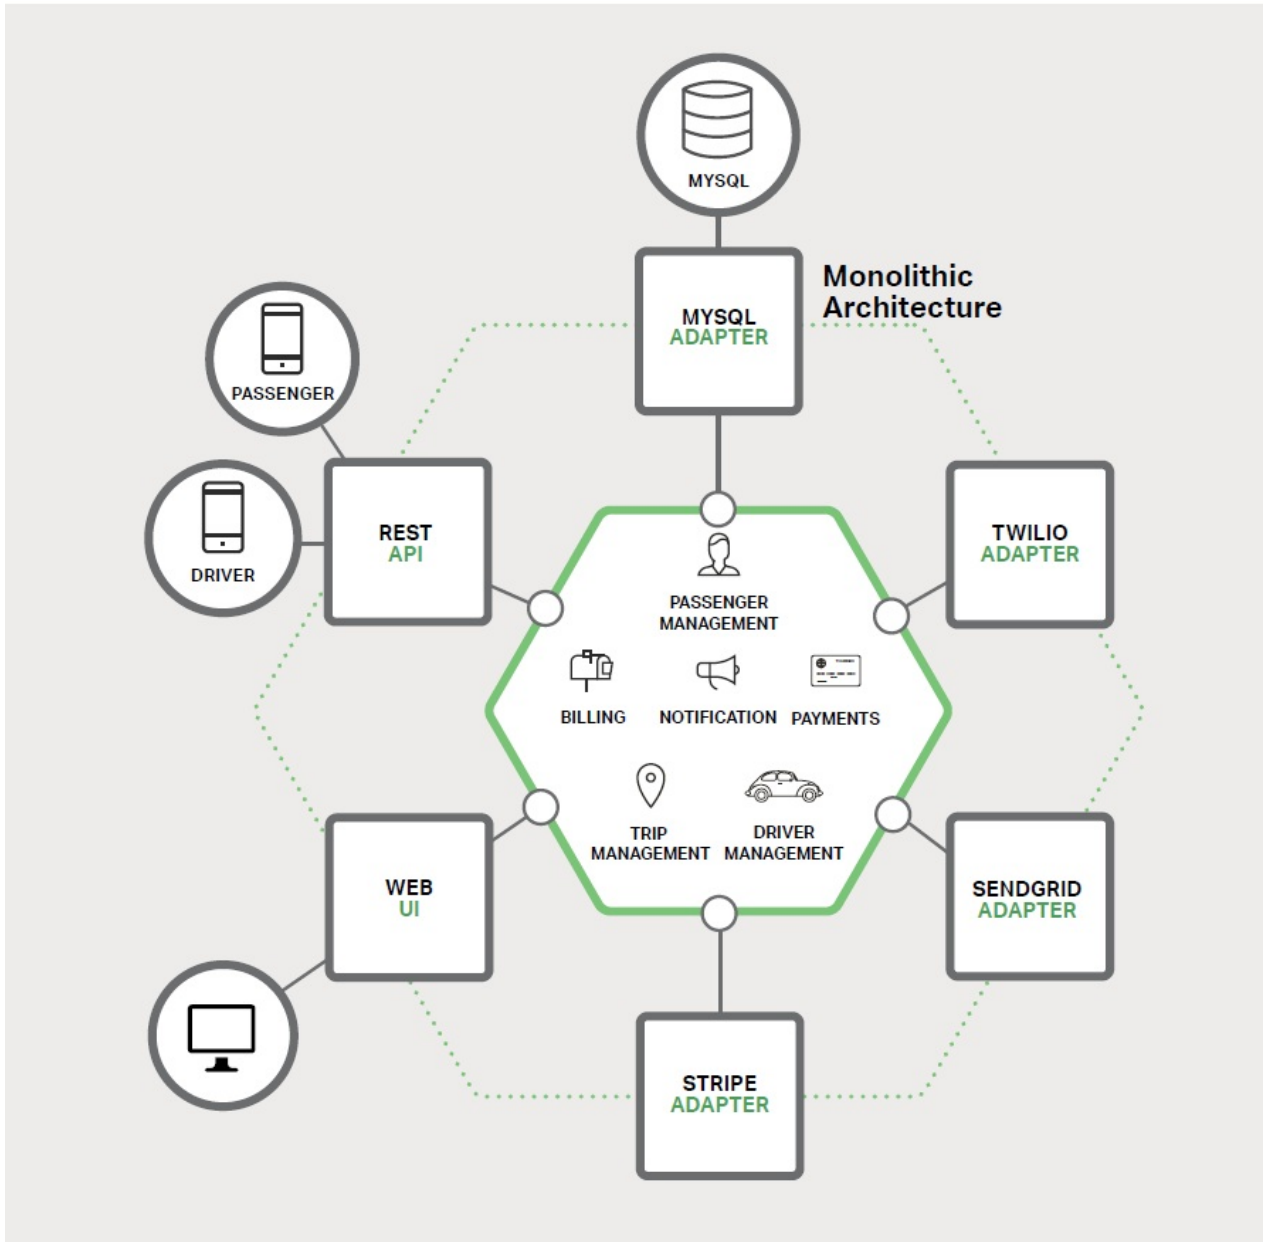 MYSQL
Monolithic
Architecture
MYSQL
ADAPTER
PASSENGER
DRIVER
REST
API
TWILIO
ADAPTER
PASSENGER
MANAGEMENT
BILLING
NOTIFICATION
PAYMENTS
TRIP
MANAGEMENT
DRIVER
MANAGEMENT
WEB
UI
SENDGRID
ADAPTER
STRIPE
ADAPTER